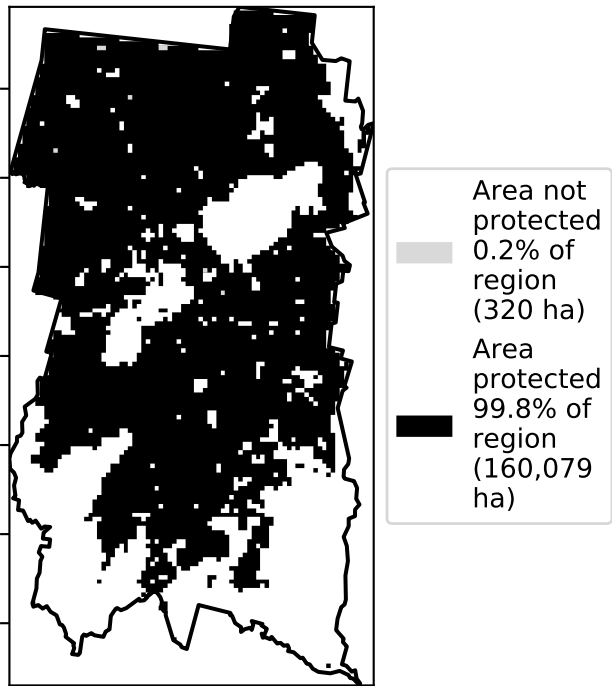 Area not
protected
0.2% of
region
(320 ha)
Area
protected
99.8% of
region
(160,079
ha)